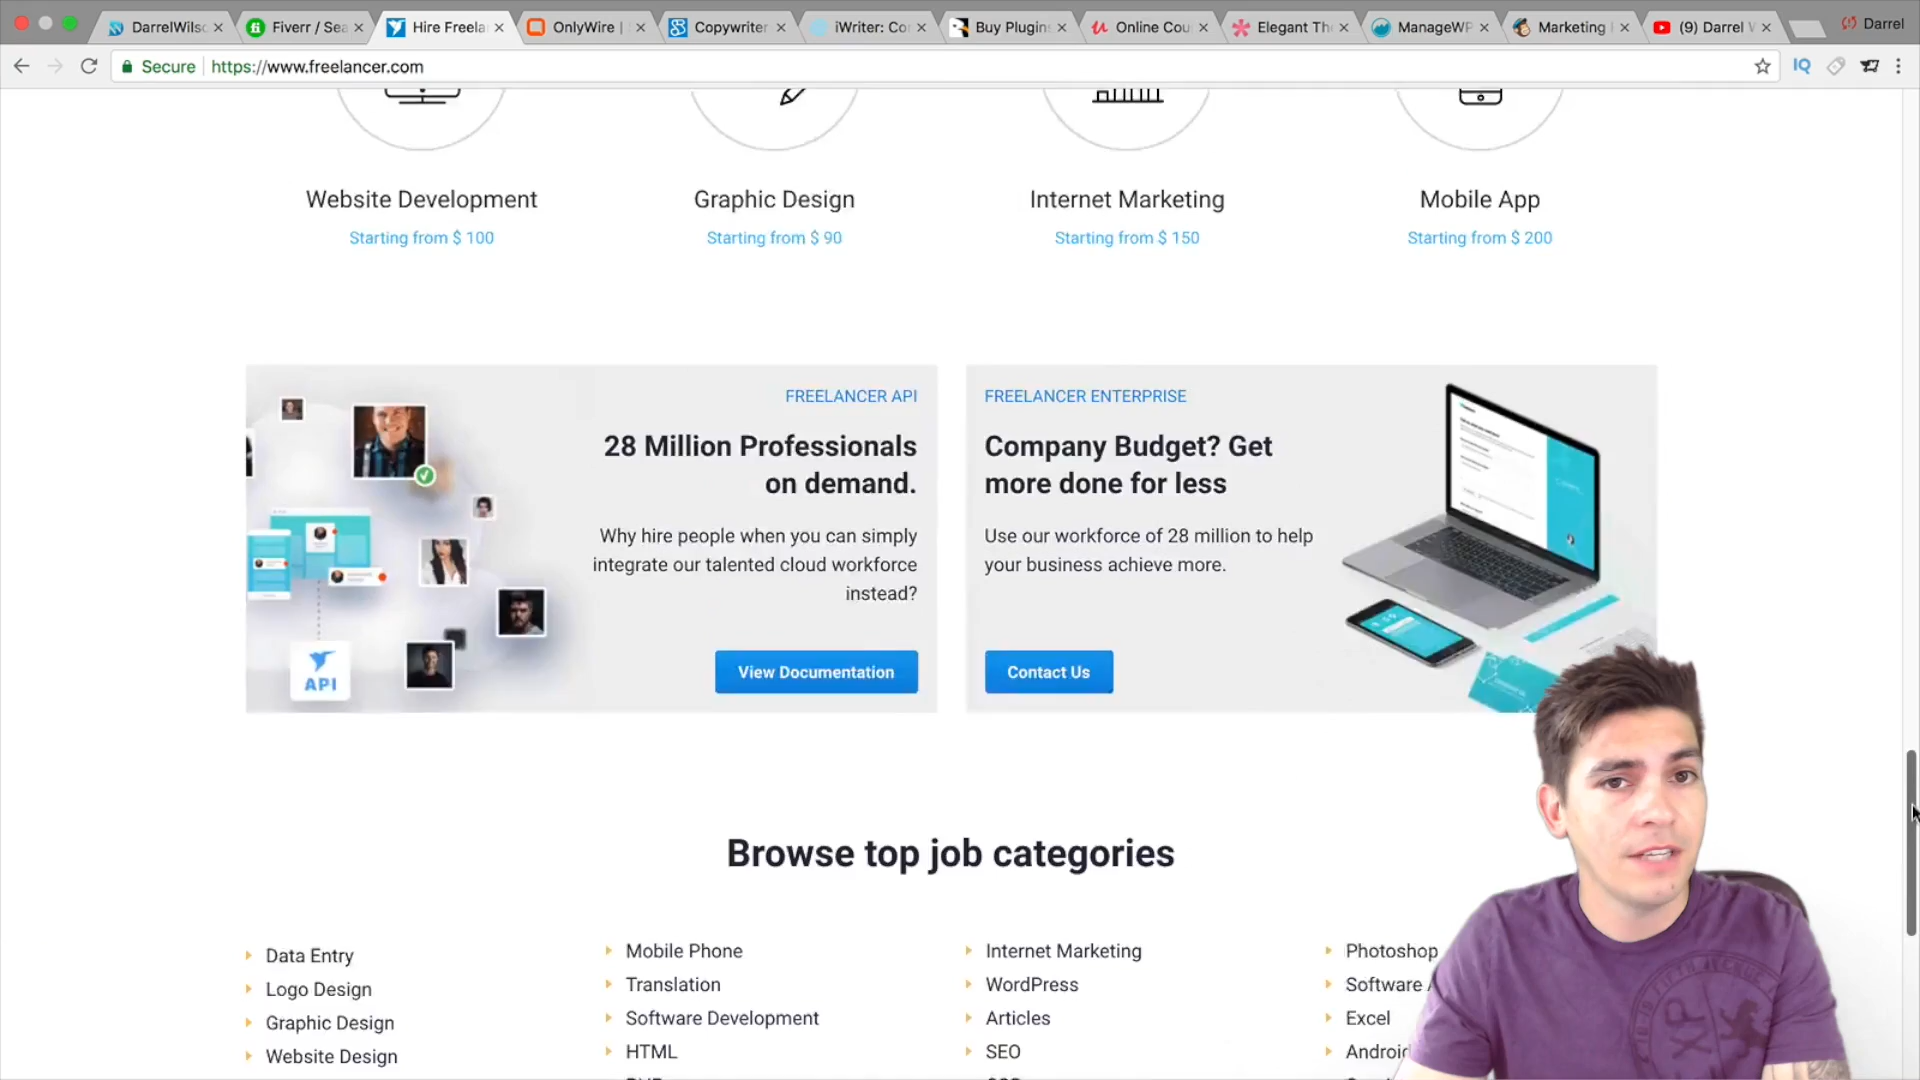 DarrelWilso
Fiverr / Sea
Hire Freela
OnlyWire |
Copywriter
iWriter: Co
Buy Plugins
Online Cou
Elegant Th
ManageWP
Marketing
(9) Darrel W
Darrel
Secure
https://www.freelancer.com
IQ
Website Development
Graphic Design
Internet Marketing
Mobile App
Starting from $ 100
Starting from $ 90
Starting from $ 150
Starting from $ 200
FREELANCER API
28 Million Professionals
on demand.
Why hire people when you can simply
integrate our talented cloud workforce
instead?
View Documentation
API
FREELANCER ENTERPRISE
Company Budget? Get
more done for less
Use our workforce of 28 million to help
your business achieve more.
Contact Us
Browse top job categories
Data Entry
Logo Design
Graphic Design
Website Design
Mobile Phone
Translation
Software Development
HTML
Internet Marketing
WordPress
Articles
SEO
Photoshop
Software
Excel
Android